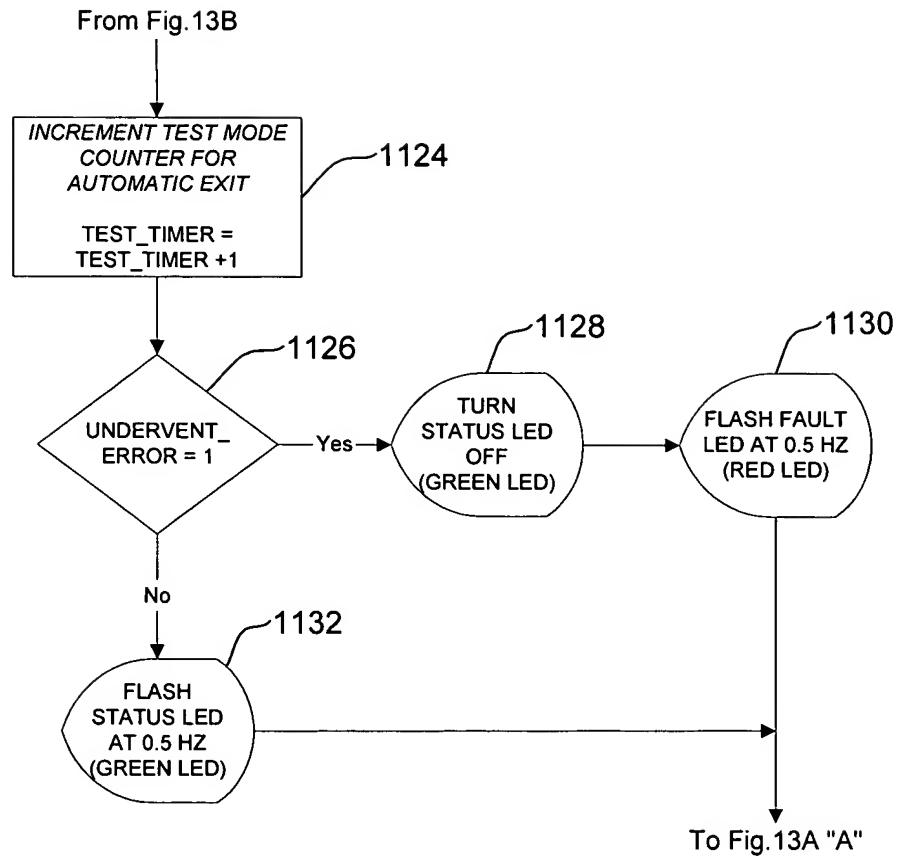 From Fig.13B
INCREMENT TEST MODE
COUNTER FOR
AUTOMATIC EXIT
TEST_TIMER =
TEST_TIMER +1
1124
UNDERVENT_
ERROR = 1
1126
Yes
TURN
STATUS LED
OFF
(GREEN LED)
1128
FLASH FAULT
LED AT 0.5 HZ
(RED LED)
1130
No
FLASH
STATUS LED
AT 0.5 HZ
(GREEN LED)
1132
To Fig.13A "A"